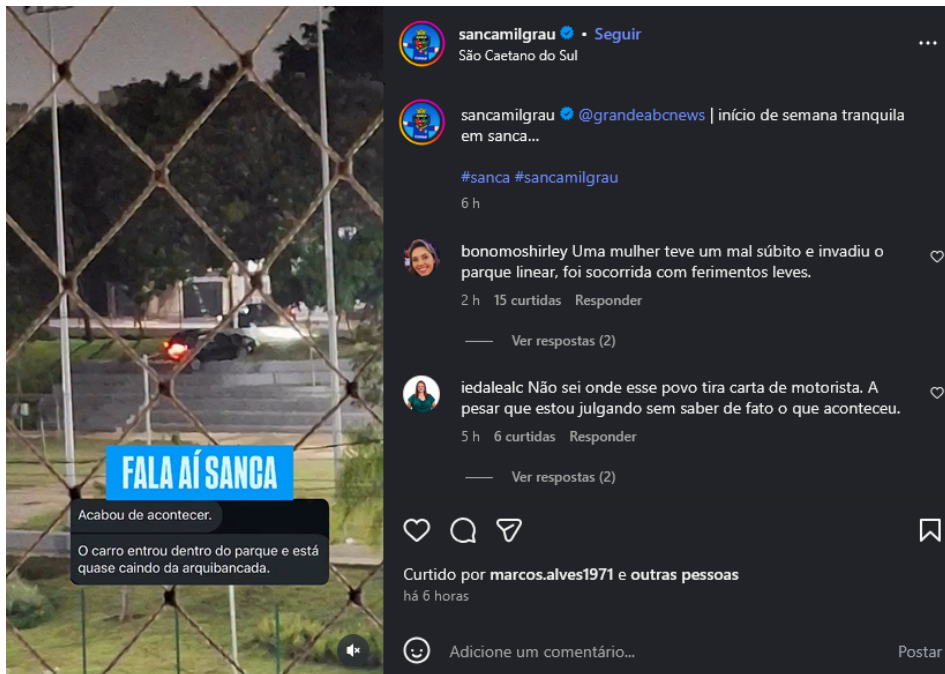 sancamilgrau • Seguir
São Caetano do Sul
sancamilgrau @grandeabcnews | início de semana tranquila
em sanca...
#sanca #sancamilgrau
6 h
bonomoshirley Uma mulher teve um mal súbito e invadiu o
parque linear, foi socorrida com ferimentos leves.
2 h 15 curtidas Responder
Ver respostas (2)
iedalealc Não sei onde esse povo tira carta de motorista. A
pesar que estou julgando sem saber de fato o que aconteceu.
5 h 6 curtidas Responder
Ver respostas (2)
FALA AÍ SANCA
Acabou de acontecer.
O carro entrou dentro do parque e está
quase caindo da arquibancada.
Curtido por marcos.alves1971 e outras pessoas
há 6 horas
Adicione um comentário...
Postar